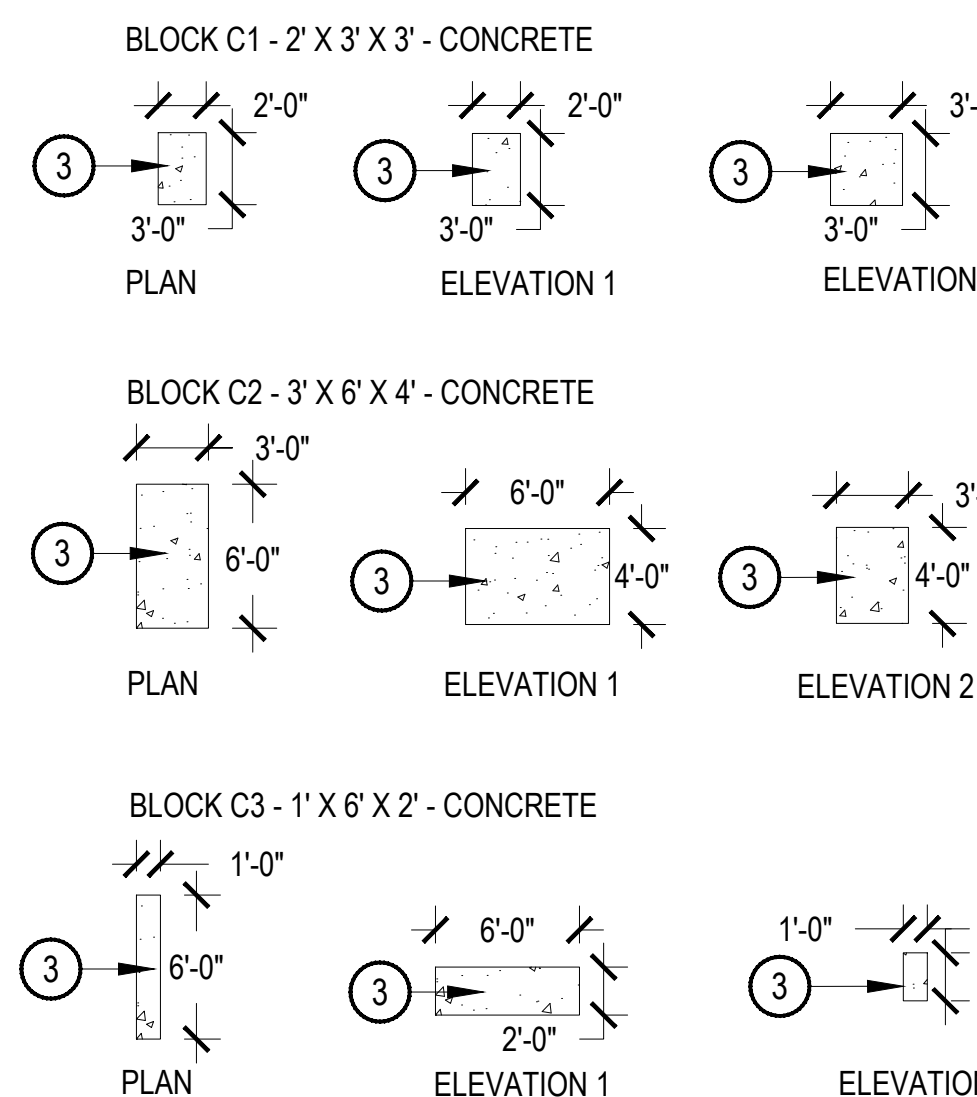 BLOCK C1 - 2' X 3' X 3' - CONCRETE
2'-0" 2'-0" 3'-
3 3 3
3'-0" 3'-0" 3'-0"
PLAN ELEVATION 1 ELEVATION
BLOCK C2 - 3' X 6' X 4' - CONCRETE
3'-0"
6'-0" 3'-
3 6'-0" 3 4'-0" 3 4'-0"
PLAN ELEVATION 1 ELEVATION 2
BLOCK C3 - 1' X 6' X 2' - CONCRETE
1'-0"
6'-0" 1'-0"
3 6'-0" 3 3
2'-0"
PLAN ELEVATION 1 ELEVATION